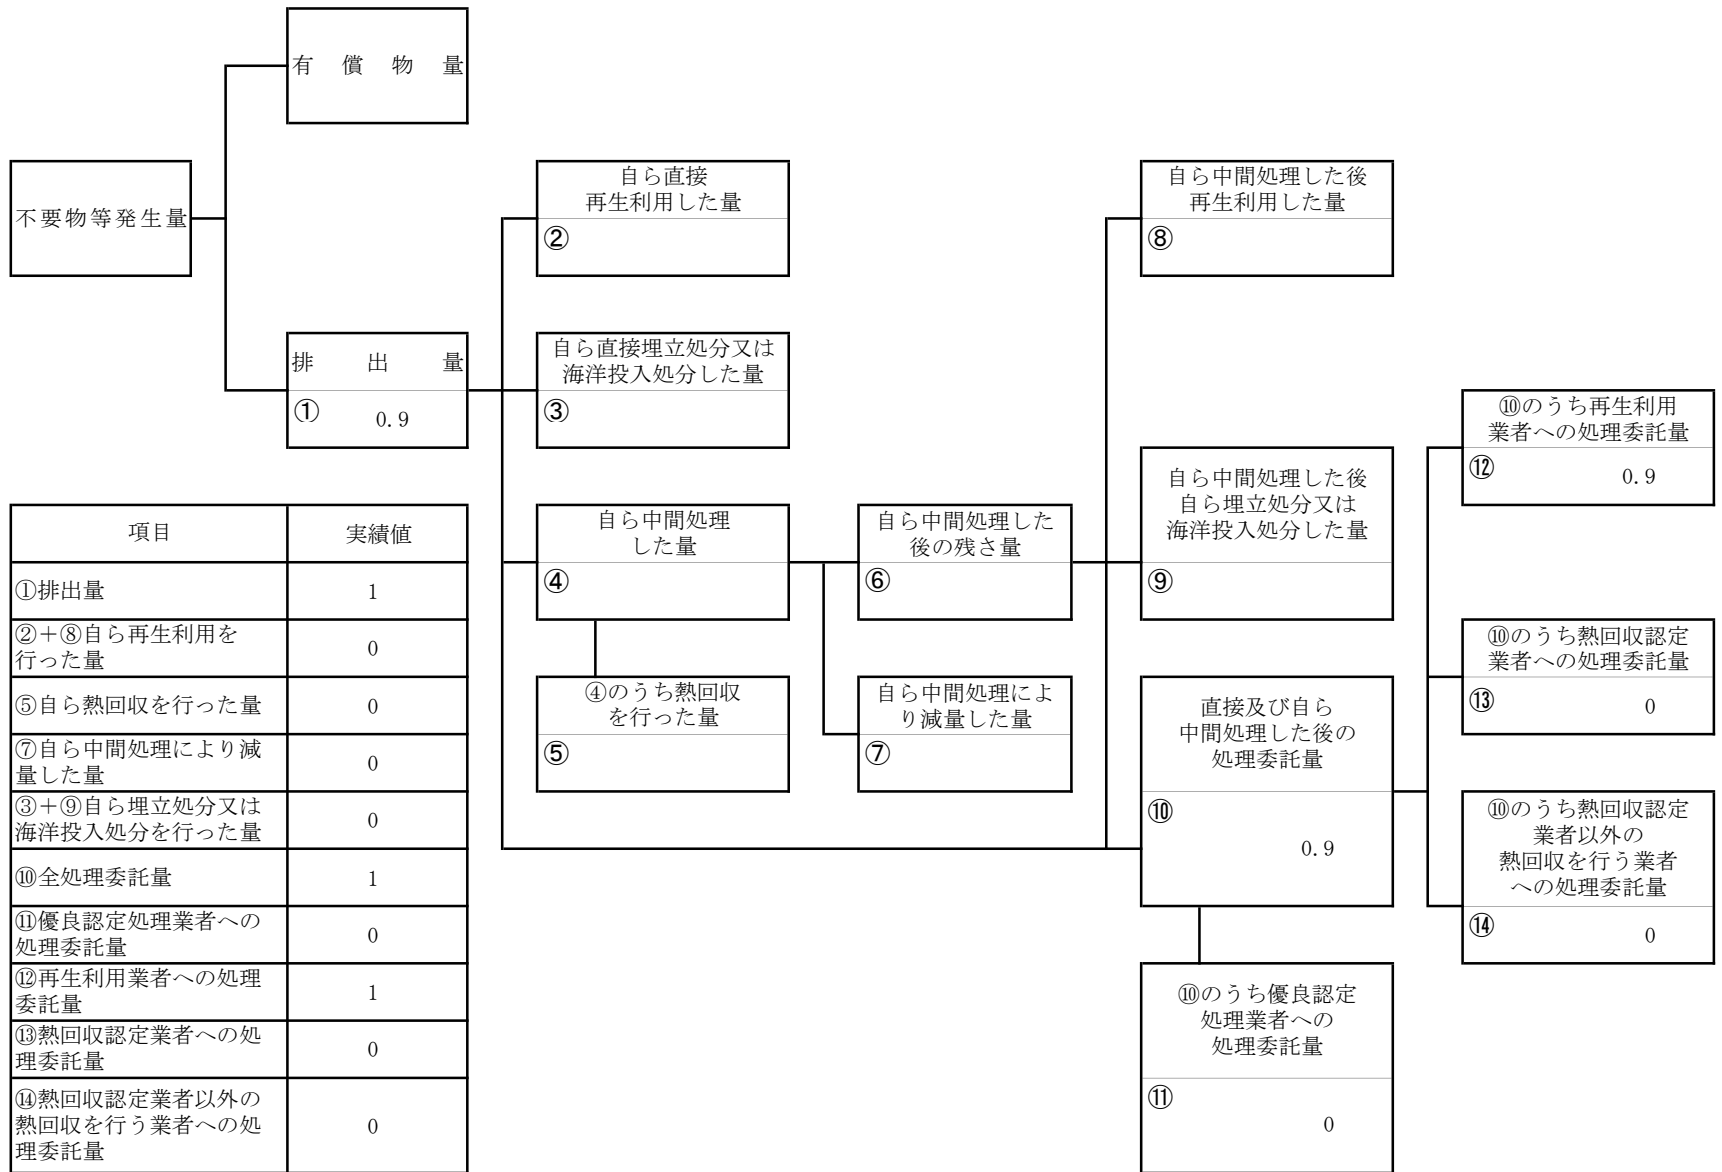 有償物量
不要物等発生量
排出量
① 0.9
自ら直接
再生利用した量
②
自ら直接埋立処分又は
海洋投入処分した量
③
自ら中間処理
した量
④
④のうち熱回収
を行った量
⑤
自ら中間処理した
後の残さ量
⑥
自ら中間処理によ
り減量した量
⑦
自ら中間処理した後
再生利用した量
⑧
自ら中間処理した後
自ら埋立処分又は
海洋投入処分した量
⑨
直接及び自ら
中間処理した後の
処理委託量
⑩
0.9
⑩のうち優良認定
処理業者への
処理委託量
⑪
0
⑩のうち再生利用
業者への処理委託量
⑫ 0.9
⑩のうち熱回収認定
業者への処理委託量
⑬ 0
⑩のうち熱回収認定
業者以外の
熱回収を行う業者
への処理委託量
⑭ 0
項目 実績値
①排出量 1
②＋⑧自ら再生利用を
行った量 0
⑤自ら熱回収を行った量 0
⑦自ら中間処理により減
量した量 0
③＋⑨自ら埋立処分又は
海洋投入処分を行った量 0
⑩全処理委託量 1
⑪優良認定処理業者への
処理委託量 0
⑫再生利用業者への処理
委託量 1
⑬熱回収認定業者への処
理委託量 0
⑭熱回収認定業者以外の
熱回収を行う業者への処 0
理委託量